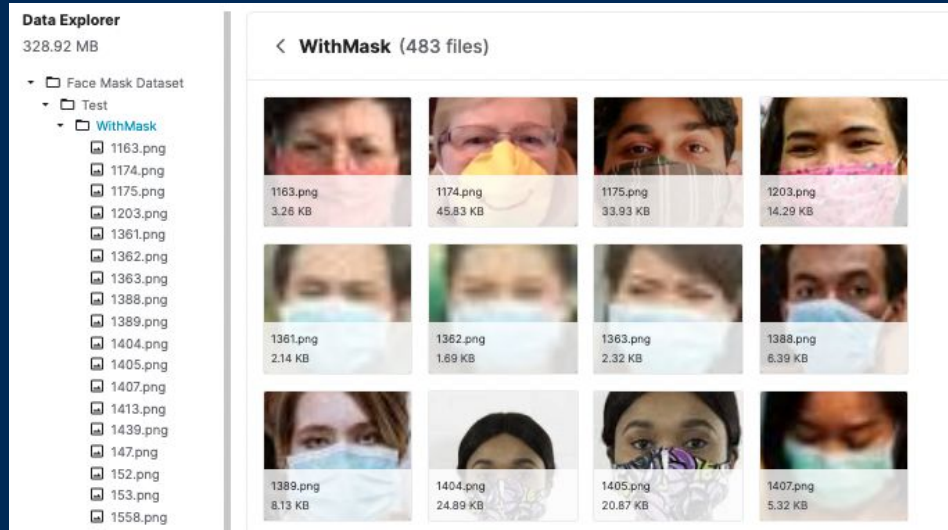 Data Explorer
328.92 MB
Face Mask Dataset
Test
WithMask
1163.png
1174.png
1175.png
1203.png
1361.png
1362.png
1363.png
1388.png
1389.png
1404.png
1405.png
1407.png
1413.png
1439.png
147.png
152.png
153.png
1558.png
< WithMask (483 files)
1163.png
3.26 KB
1174.png
45.83 KB
1175.png
33.93 KB
1203.png
14.29 KB
1361.png
2.14 KB
1362.png
1.69 KB
1363.png
2.32 KB
1388.png
6.39 KB
1389.png
8.13 KB
1404.png
24.89 KB
1405.png
20.87 KB
1407.png
5.32 KB